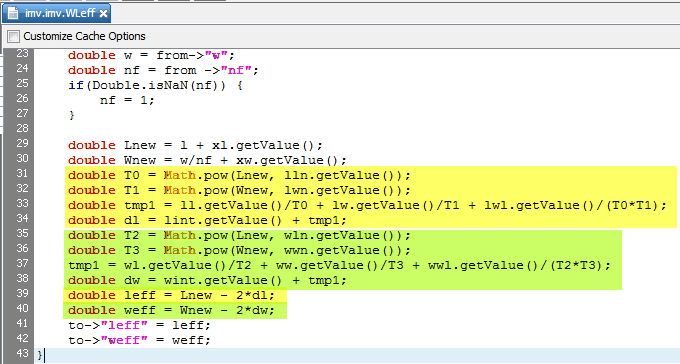 imv.imv.WLeff
Customize Cache Options
23 double w = from->"w";
24 double nf = from ->"nf";
25 if(Double.isNaN(nf)) {
26 nf = 1;
27 }
28
29 double Lnew = l + xl.getValue();
30 double Wnew = w/nf + xw.getValue();
31 double T0 = Math.pow(Lnew, lln.getValue());
32 double T1 = Math.pow(Wnew, lwn.getValue());
33 double tmp1 = ll.getValue()/T0 + lw.getValue()/T1 + lwl.getValue()/(T0*T1);
34 double dl = lint.getValue() + tmp1;
35 double T2 = Math.pow(Lnew, wln.getValue());
36 double T3 = Math.pow(Wnew, wwn.getValue());
37 tmp1 = wl.getValue()/T2 + ww.getValue()/T3 + wwl.getValue()/(T2*T3);
38 double dw = wint.getValue() + tmp1;
39 double leff = Lnew - 2*dl;
40 double weff = Wnew - 2*dw;
41 to->"leff" = leff;
42 to->"weff" = weff;
43 }